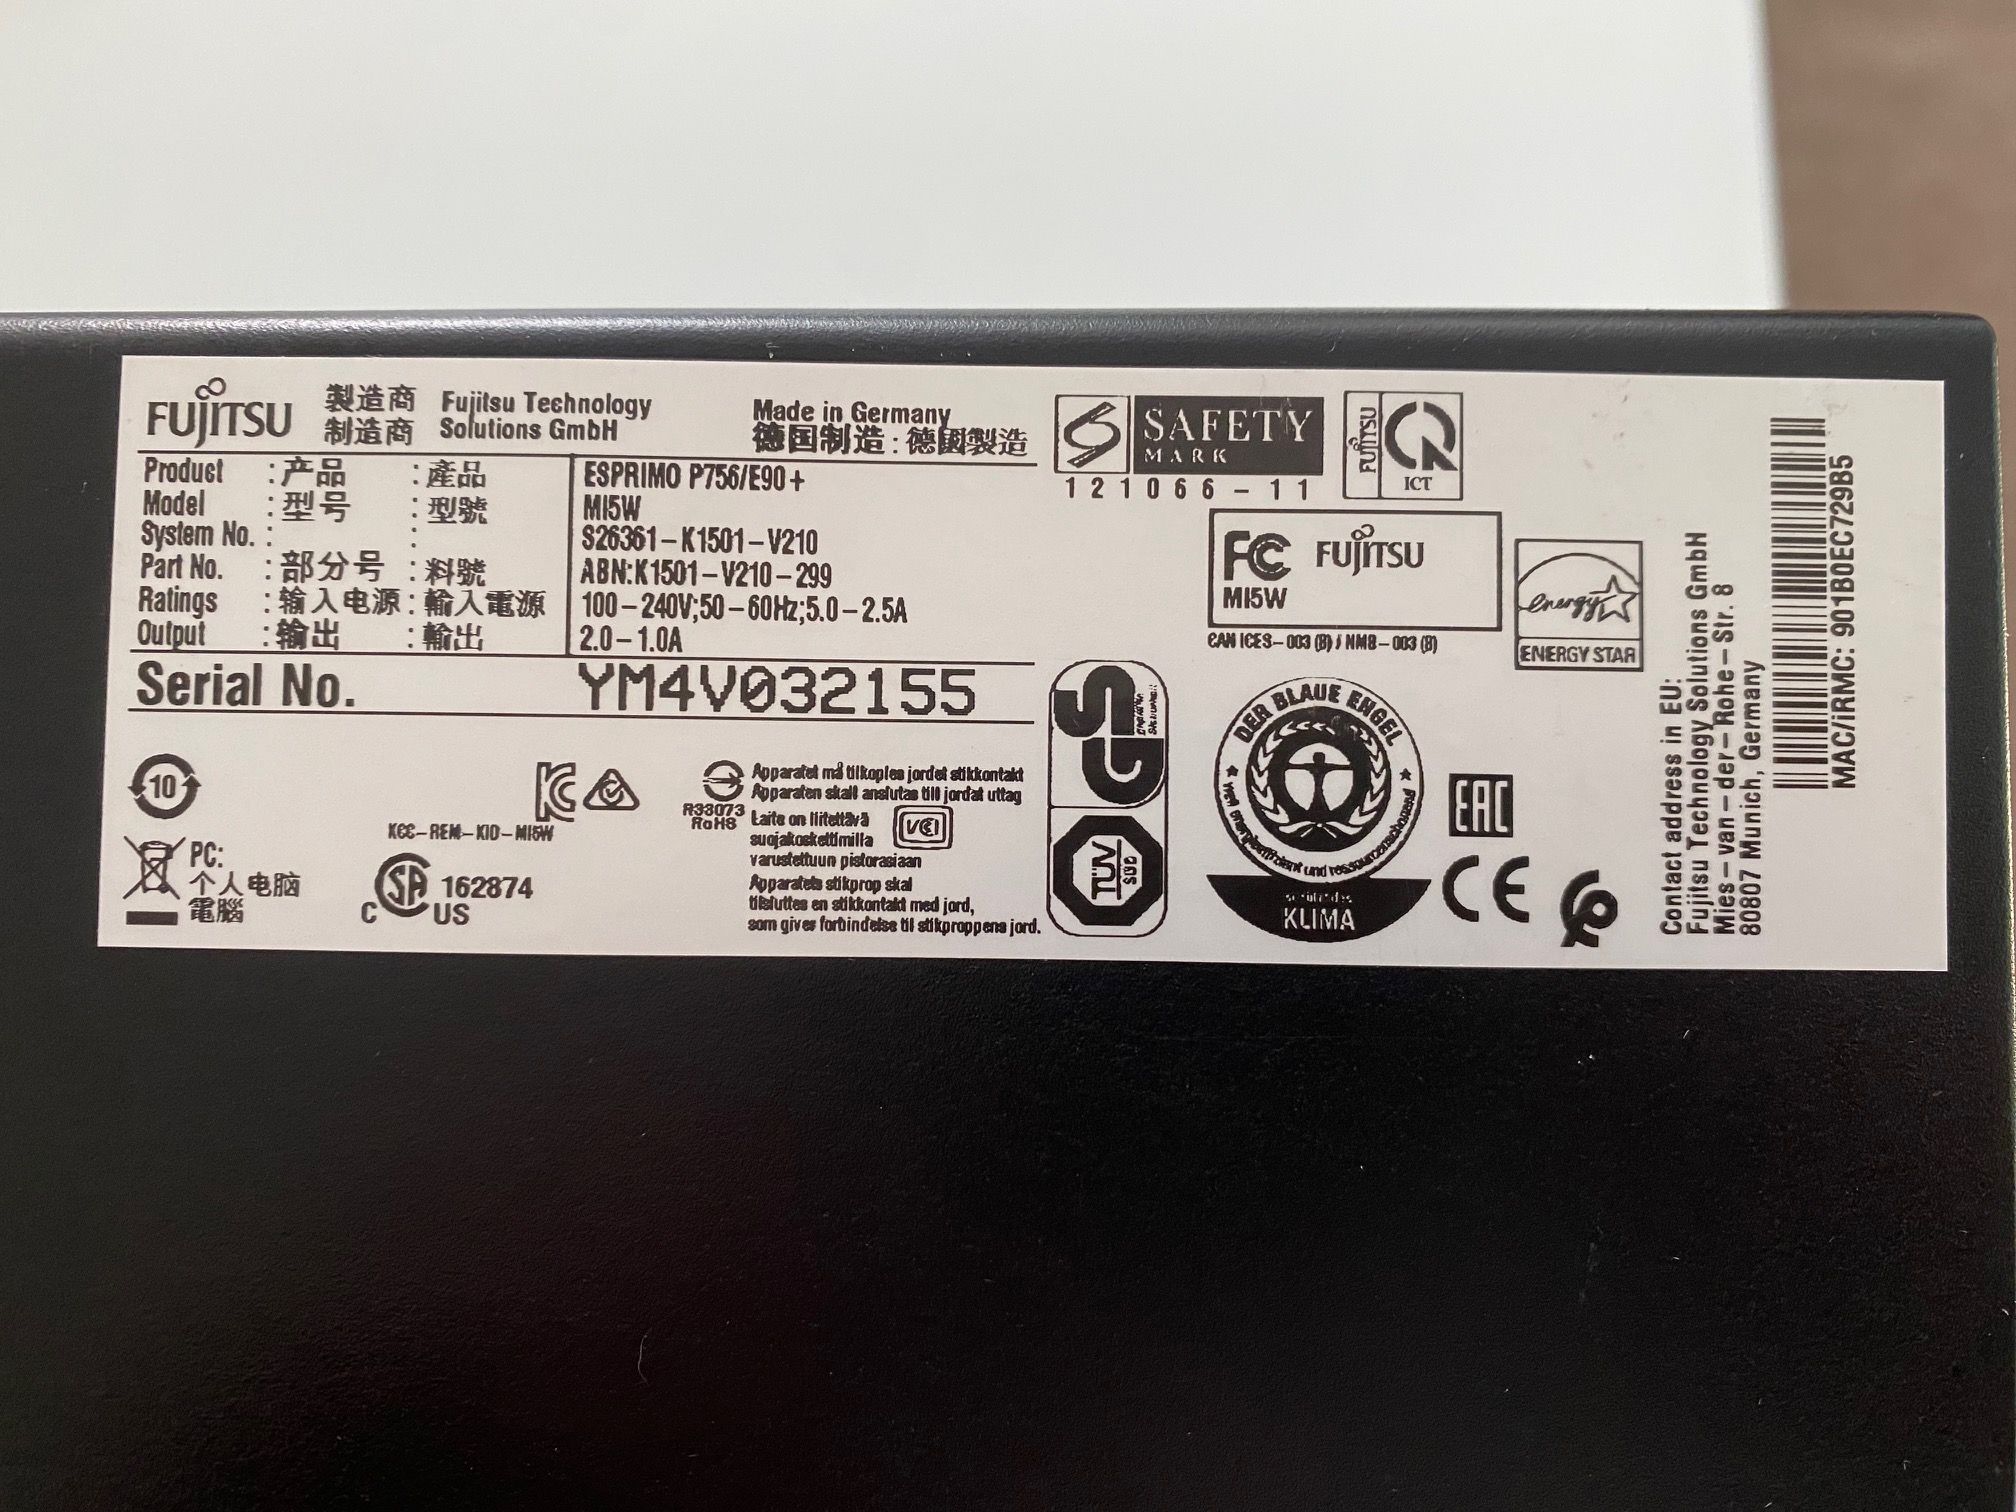 FUJITSU 製造商 Fujitsu Technology
制造商 Solutions GmbH
Made in Germany
德国制造 : 德國製造
Product : 产品 : 產品 ESPRIMO P756/E90+
Model : 型号 : 型號 MI5W
System No. : : S26361-K1501-V210
Part No. : 部分号 : 料號 ABN:K1501-V210-299
Ratings : 输入电源 : 輸入電源 100-240V;50-60Hz;5.0-2.5A
Output : 输出 : 輸出 2.0-1.0A
Serial No. YM4V032155
10
PC:
个人电脑
電腦
KCC-REM-KID-MI5W
C SA US 162874
R33073
RoHS
Apparatet må tilkoples jordet stikkontakt
Apparaten skall anslutas till jordat uttag
Laite on liitettävä
suojakoskettimilla
varustettuun pistorasiaan
VCI
Apparatets stikprop skal
tilsluttes en stikkontakt med jord,
som giver forbindelse til stikproppens jord.
SAFETY
MARK
121066-11
FUJITSU
ICT
FC FUJITSU
MI5W
CAN ICES-003 (B) / NMB-003 (B)
energy
ENERGY STAR
GS
TÜV
SÜD
DER BLAUE ENGEL
weil energieeffizient und ressourcenschonend
KLIMA
EAC
CE
Contact address in EU:
Fujitsu Technology Solutions GmbH
Mies-van-der-Rohe-Str. 8
80807 Munich, Germany
MAC/iRMC: 901B0EC729B5